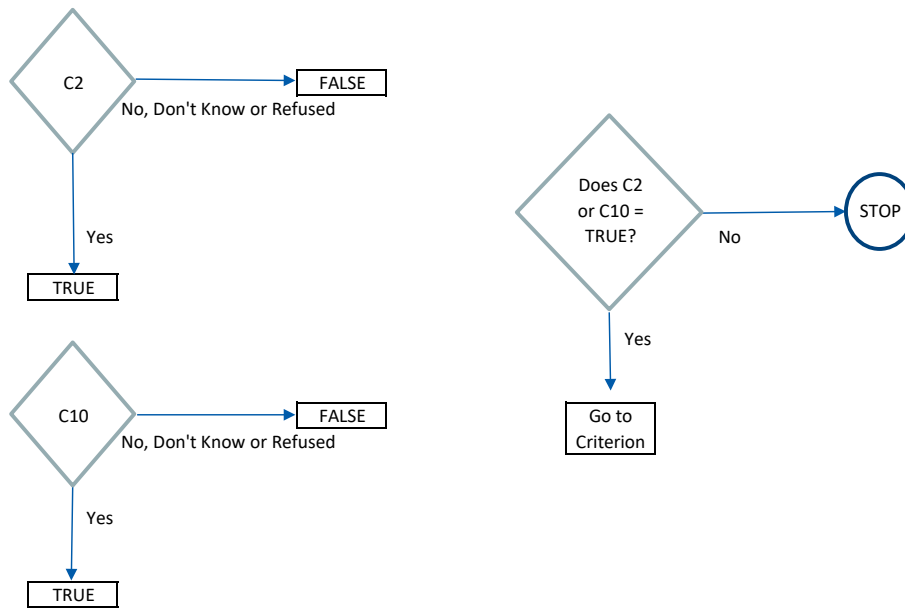 C2
FALSE
No, Don't Know or Refused
Yes
TRUE
C10
FALSE
No, Don't Know or Refused
Yes
TRUE
Does C2
or C10 =
TRUE?
STOP
No
Yes
Go to
Criterion